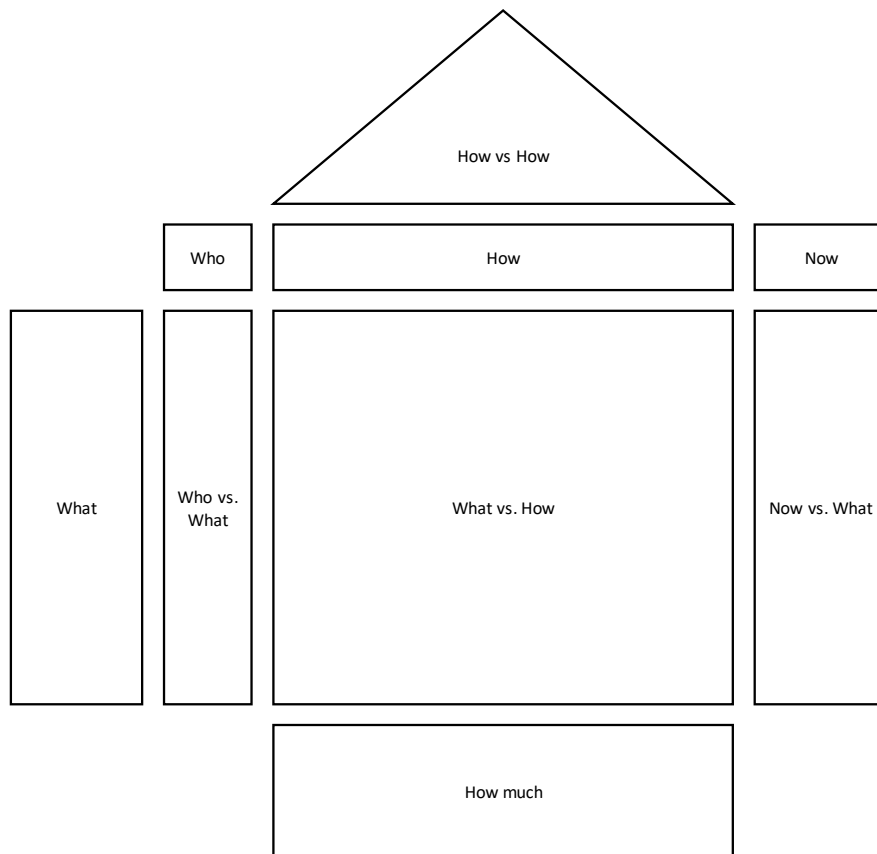 How vs How
Who
How
Now
What
Who vs.
What
What vs. How
Now vs. What
How much